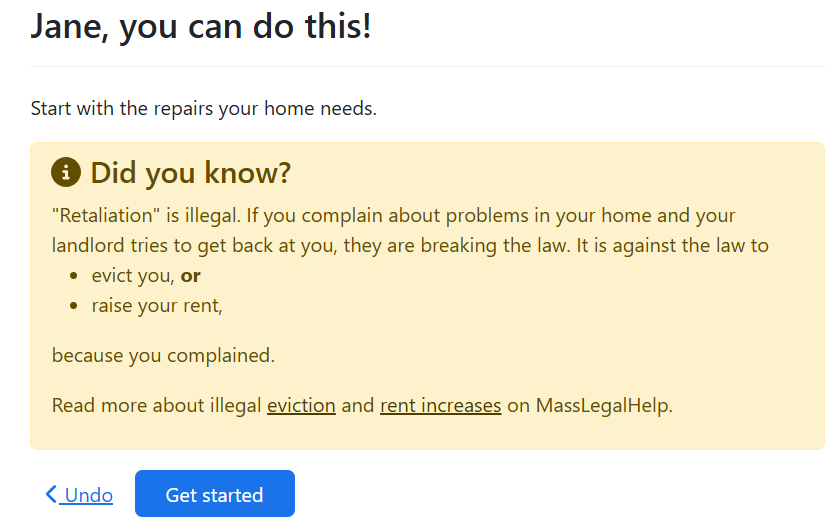 Jane, you can do this!
Start with the repairs your home needs.
Did you know?
"Retaliation" is illegal. If you complain about problems in your home and your
landlord tries to get back at you, they are breaking the law. It is against the law to
• evict you, or
• raise your rent,
because you complained.
Read more about illegal eviction and rent increases on MassLegalHelp.
Undo
Get started